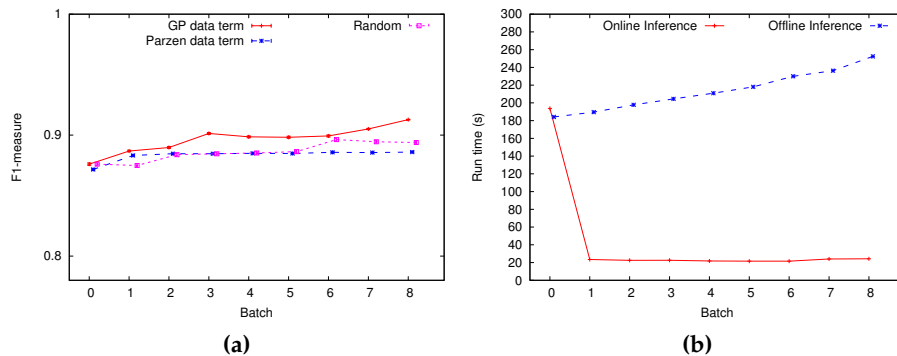 GP data term
Parzen data term
Random
1
0.9
0.8
F1-measure
0 1 2 3 4 5 6 7 8
Batch
(a)
Online Inference
Offline Inference
300
280
260
240
220
200
180
160
140
120
100
80
60
40
20
0
Run time (s)
0 1 2 3 4 5 6 7 8
Batch
(b)